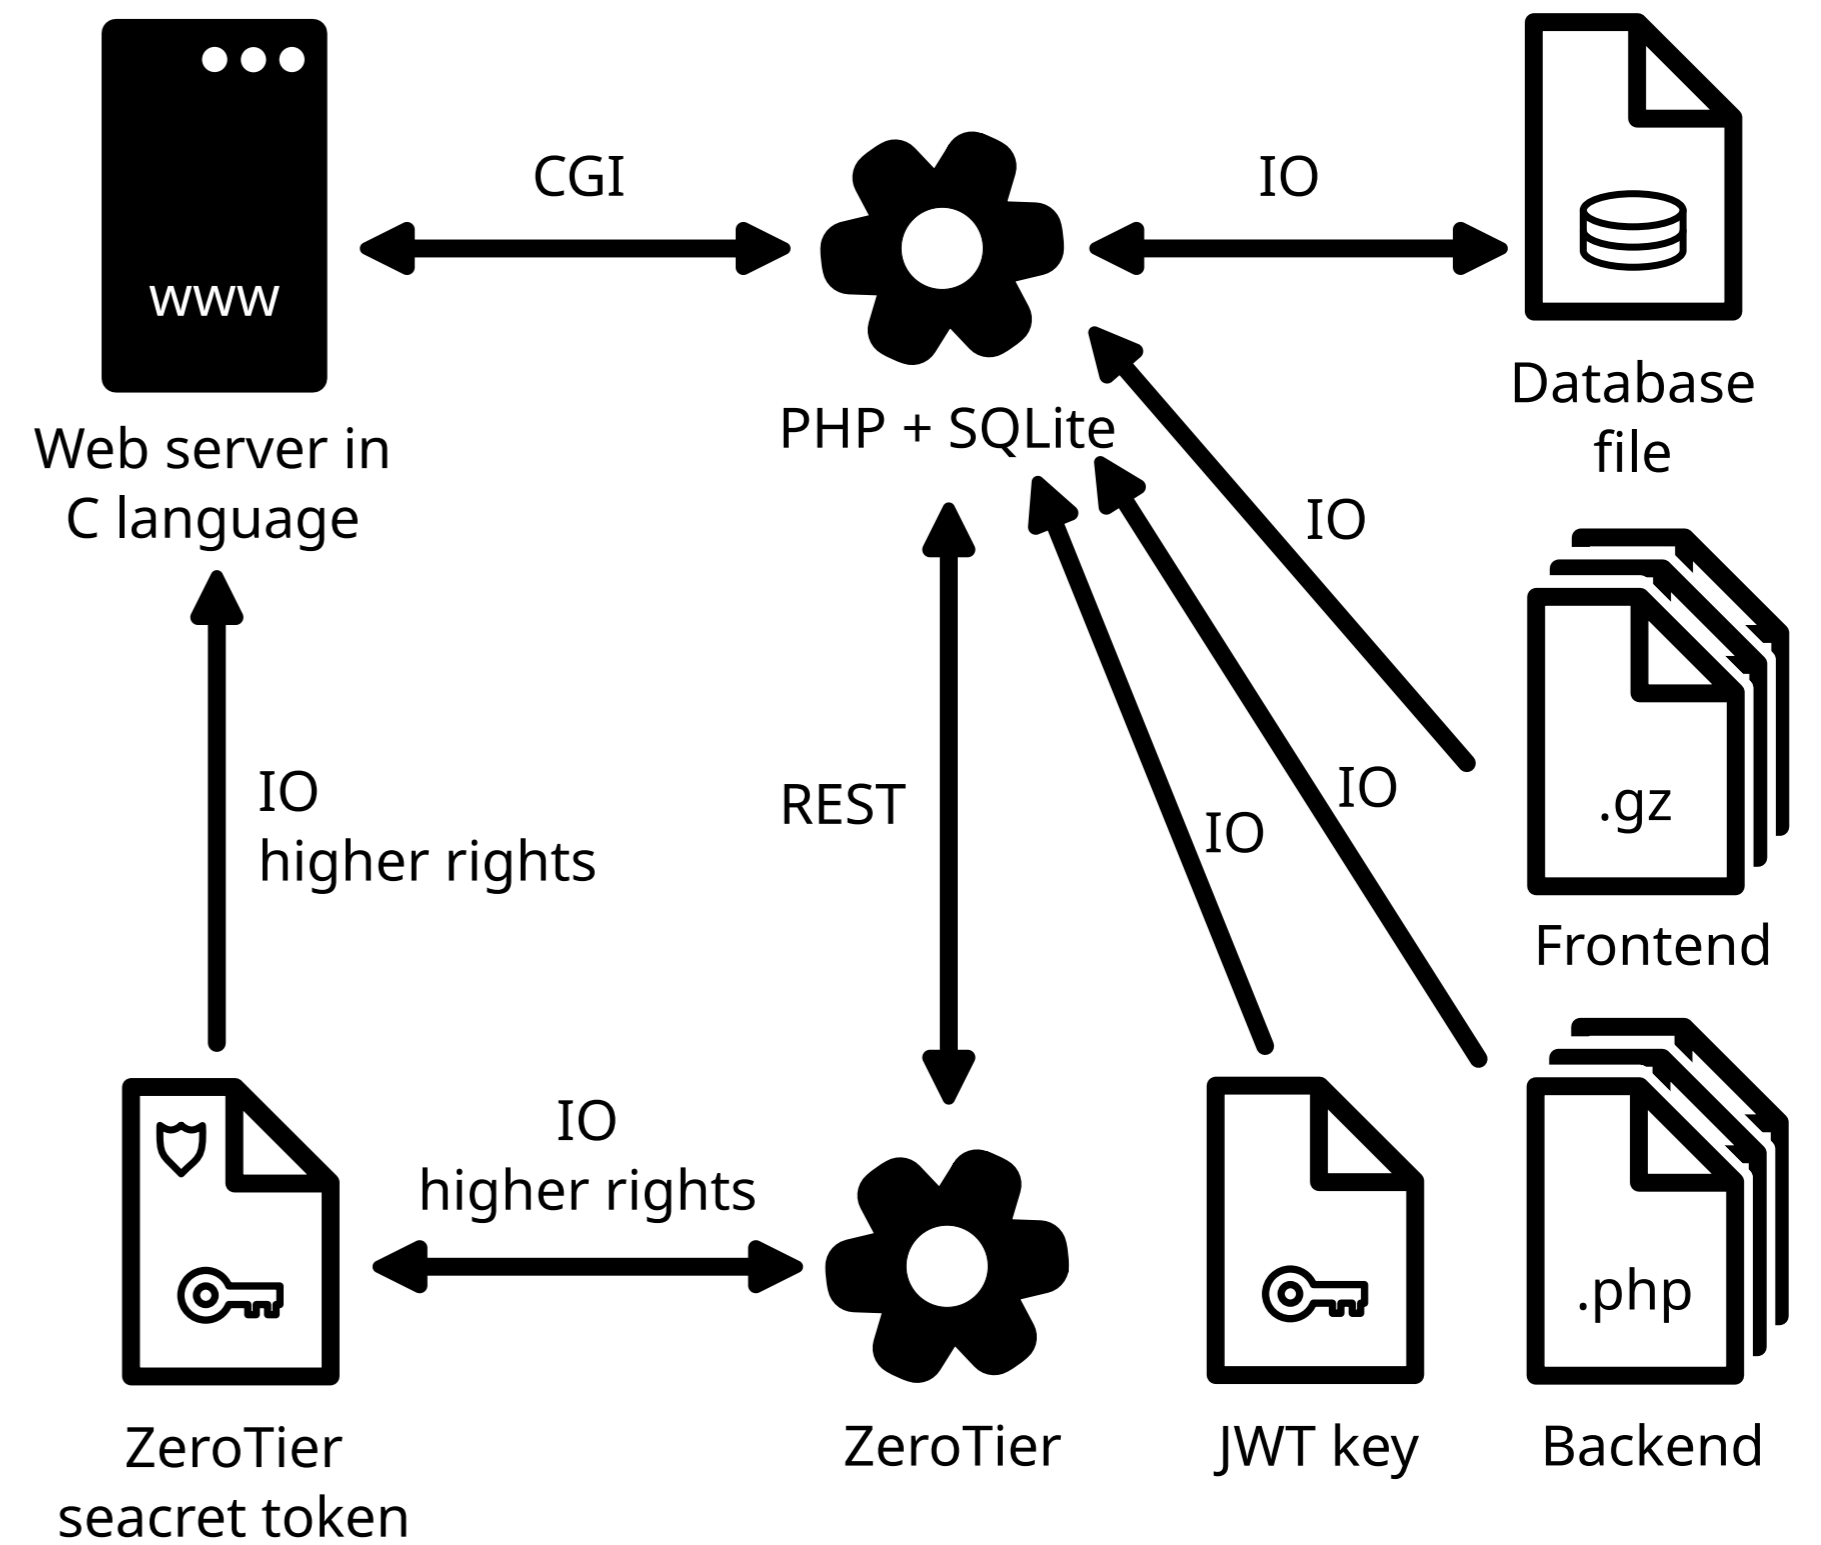 www
Web server in
C language
CGI
PHP + SQLite
IO
Database
file
IO
.gz
Frontend
IO
higher rights
REST
IO
IO
IO
higher rights
ZeroTier
seacret token
ZeroTier
JWT key
.php
Backend